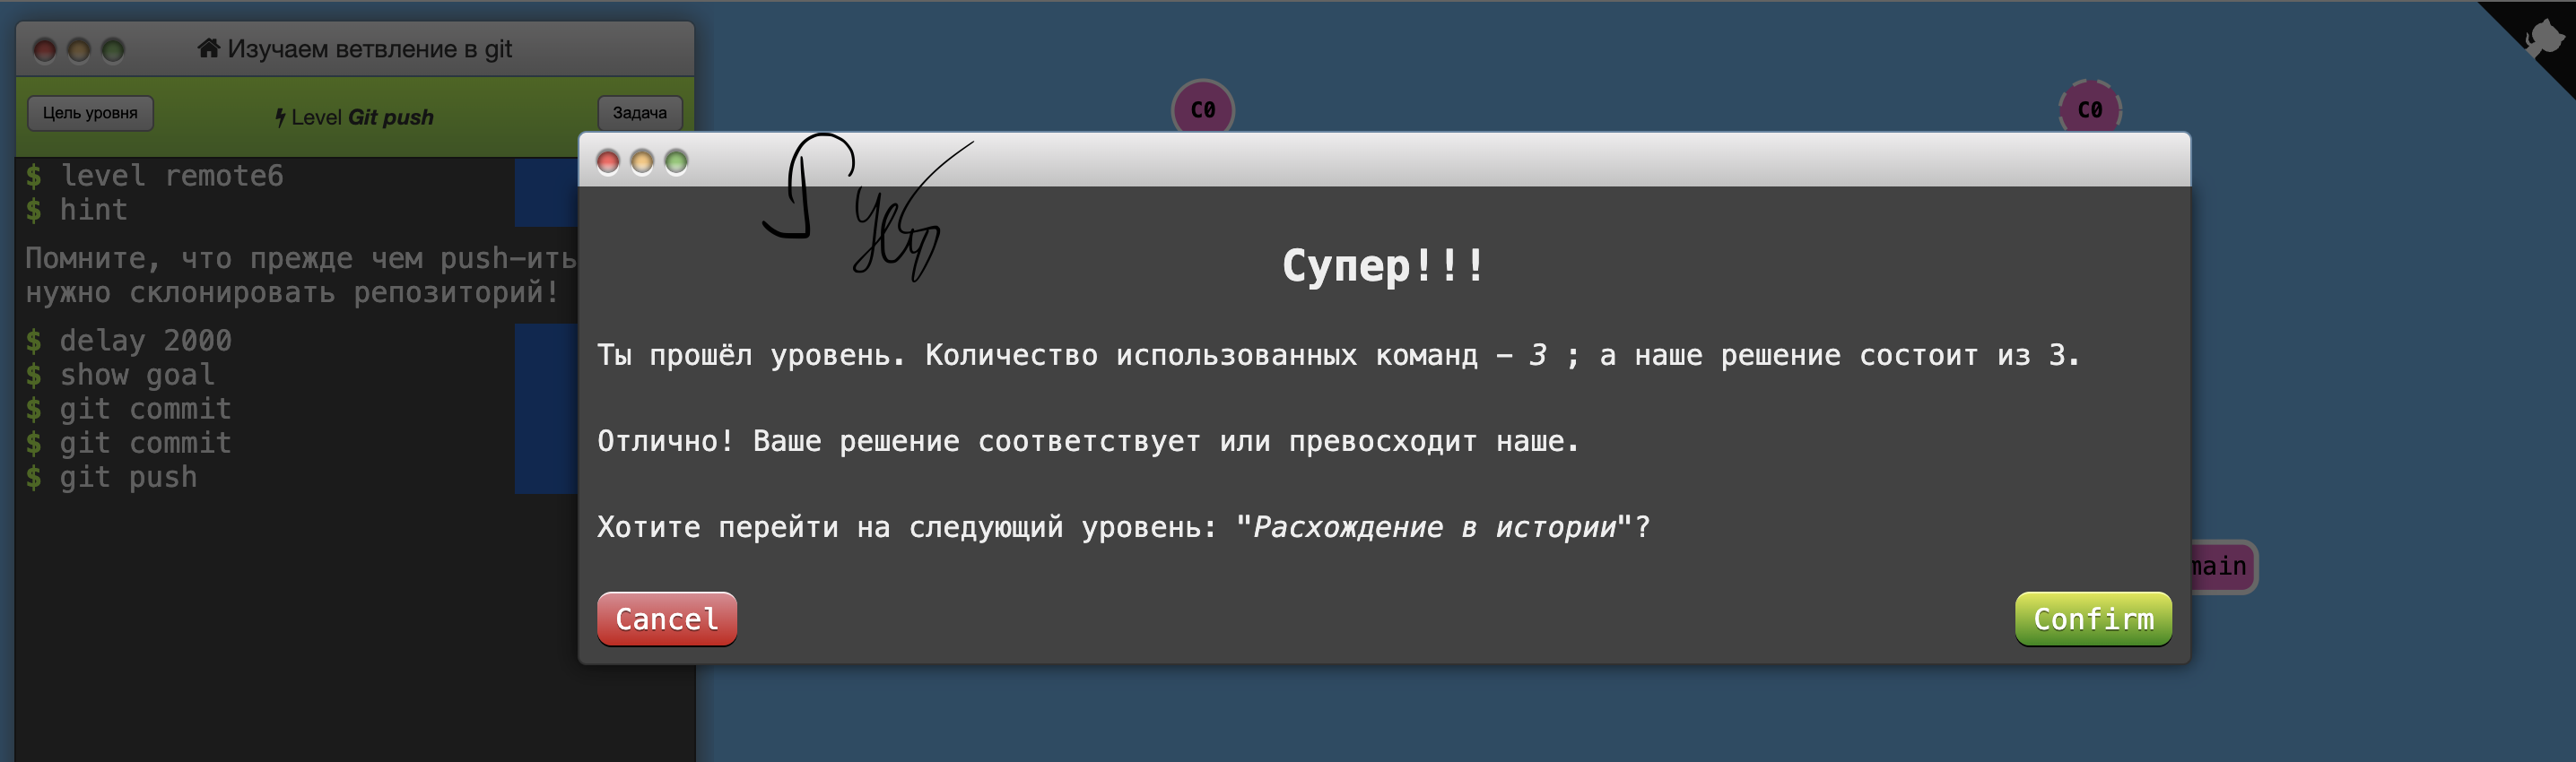 Изучаем ветвление в git
Цель уровня
Level Git push
Задача
$ level remote6
$ hint
Помните, что прежде чем push-ить
нужно склонировать репозиторий!
$ delay 2000
$ show goal
$ git commit
$ git commit
$ git push
C0
C0
Супер!!!
Ты прошёл уровень. Количество использованных команд – 3 ; а наше решение состоит из 3.
Отлично! Ваше решение соответствует или превосходит наше.
Хотите перейти на следующий уровень: "Расхождение в истории"?
Cancel
Confirm
main